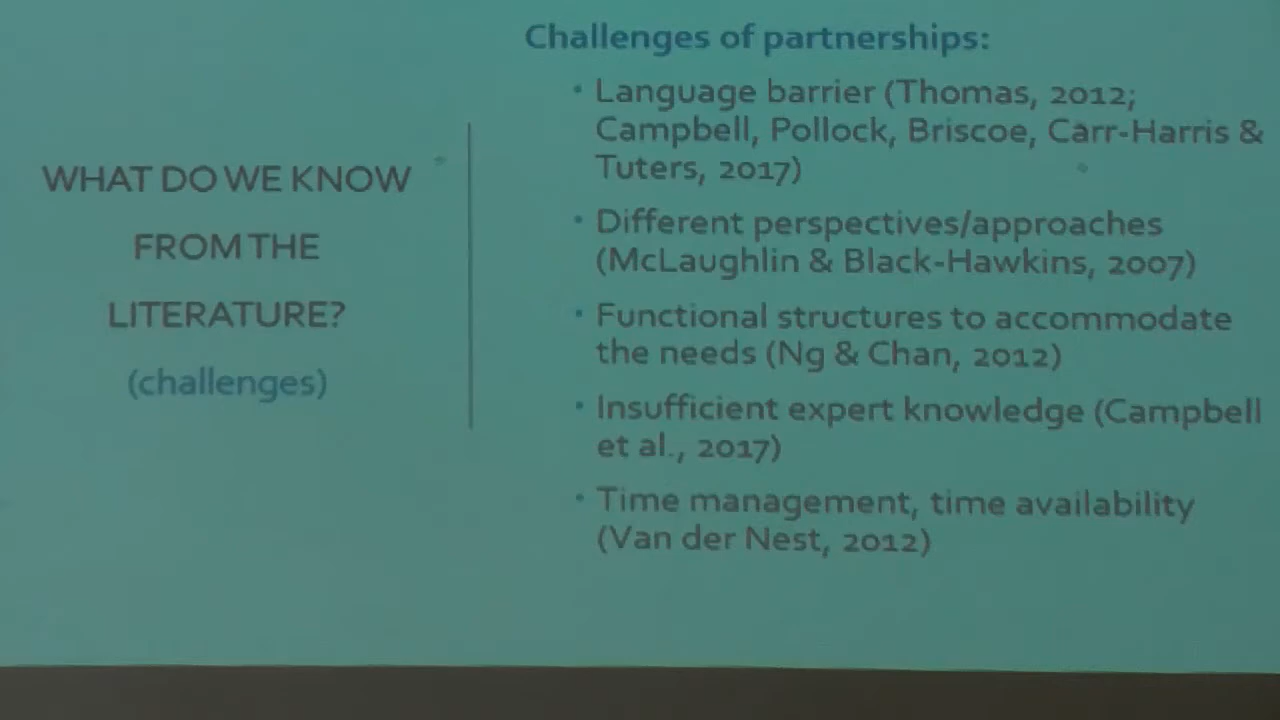 WHAT DO WE KNOW
FROM THE
LITERATURE?
(challenges)
Challenges of partnerships:
• Language barrier (Thomas, 2012;
Campbell, Pollock, Briscoe, Carr-Harris &
Tuters, 2017)
• Different perspectives/approaches
(McLaughlin & Black-Hawkins, 2007)
• Functional structures to accommodate
the needs (Ng & Chan, 2012)
• Insufficient expert knowledge (Campbell
et al., 2017)
• Time management, time availability
(Van der Nest, 2012)